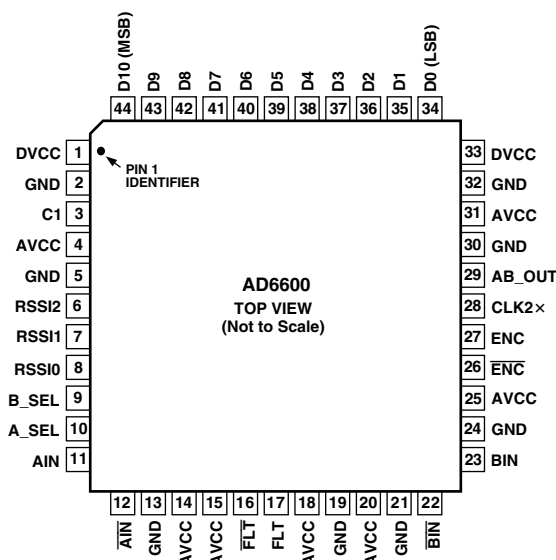 D10 (MSB)
D9
D8
D7
D6
D5
D4
D3
D2
D1
D0 (LSB)
44 43 42 41 40 39 38 37 36 35 34
DVCC 1
GND 2
C1 3
AVCC 4
GND 5
RSSI2 6
RSSI1 7
RSSI0 8
B_SEL 9
A_SEL 10
AIN 11
PIN 1
IDENTIFIER
AD6600
TOP VIEW
(Not to Scale)
33 DVCC
32 GND
31 AVCC
30 GND
29 AB_OUT
28 CLK2×
27 ENC
26 E̅N̅C̅
25 AVCC
24 GND
23 BIN
12 13 14 15 16 17 18 19 20 21 22
A̅I̅N̅
GND
AVCC
AVCC
F̅L̅T̅
FLT
AVCC
GND
AVCC
GND
B̅I̅N̅